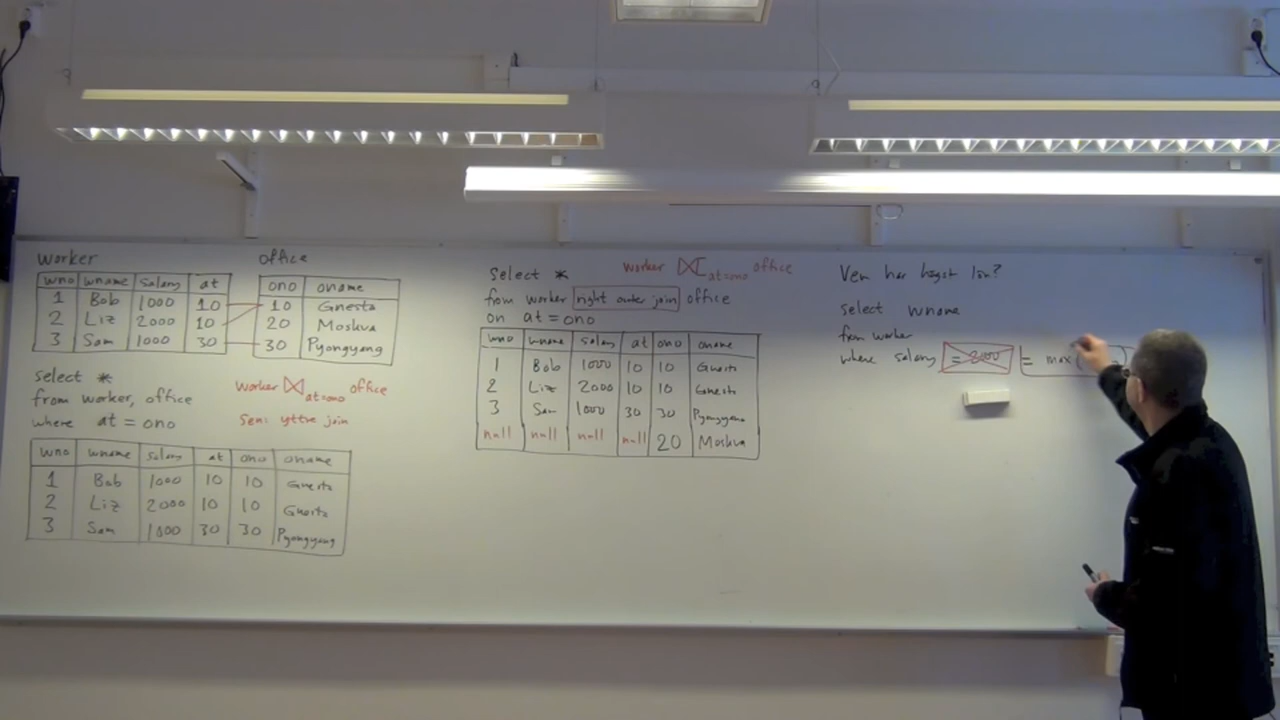 worker
wno wname salary at
1 Bob 1000 10
2 Liz 2000 10
3 Sam 1000 30
office
ono oname
10 Gnesta
20 Moskva
30 Pyongyang
select *
from worker, office
where at = ono
worker ⋈ at=ono office
Sen: yttre join
wno wname salary at ono oname
1 Bob 1000 10 10 Gnesta
2 Liz 2000 10 10 Gnesta
3 Sam 1000 30 30 Pyongyang
select *
from worker right outer join office
on at = ono
worker ⋈ at=ono office
wno wname salary at ono oname
1 Bob 1000 10 10 Gnesta
2 Liz 2000 10 10 Gnesta
3 Sam 1000 30 30 Pyongyang
null null null null 20 Moskva
Vem har högst lön?
select wname
from worker
where salary = 2000 = max(